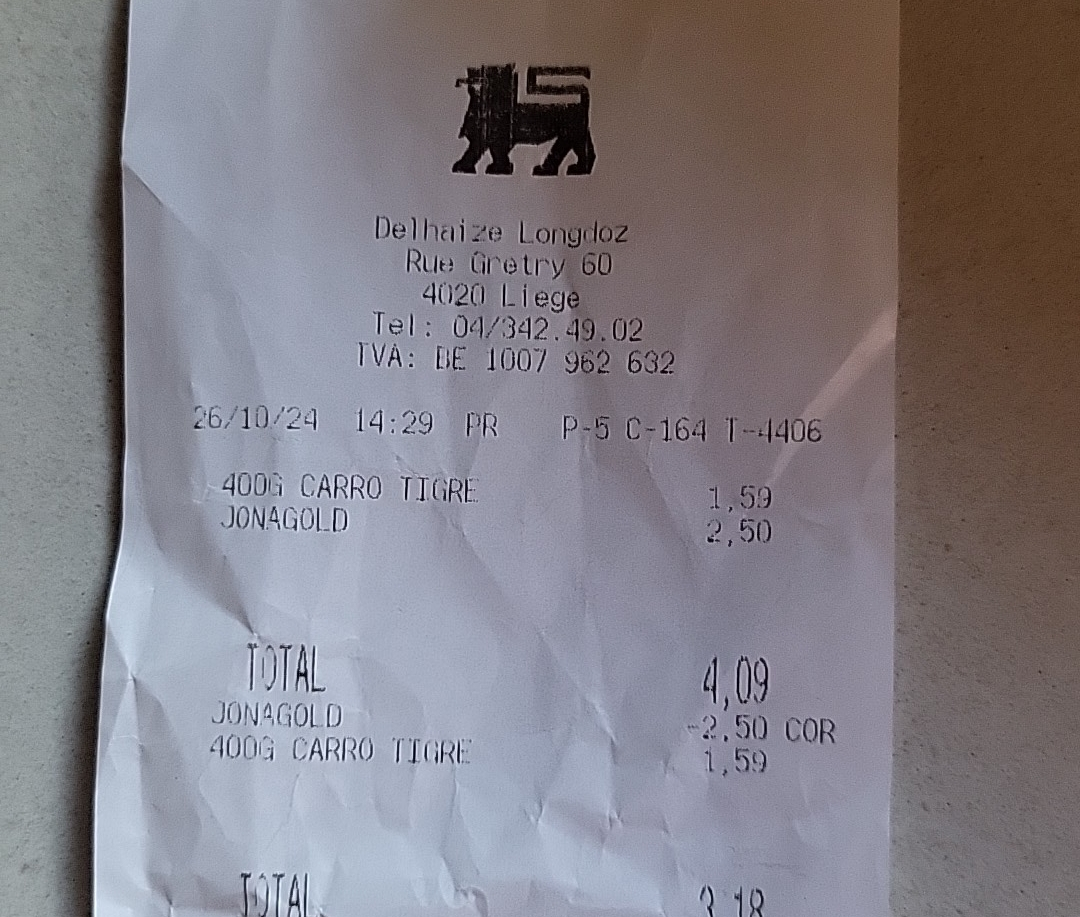 Delhaize Longdoz
Rue Gretry 60
4020 Liege
Tel: 04/342.49.02
TVA: BE 1007 962 632
26/10/24 14:29 PR P-5 C-164 T-4406
400G CARRO TIGRE 1,59
JONAGOLD 2,50
TOTAL 4,09
JONAGOLD -2,50 COR
400G CARRO TIGRE 1,59
TOTAL 3,18